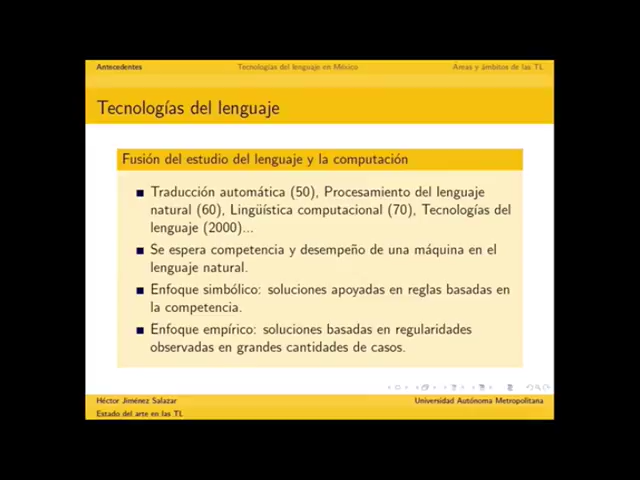 Antecedentes Tecnologías del lenguaje en México Áreas y ámbitos de las TL
Tecnologías del lenguaje
Fusión del estudio del lenguaje y la computación
Traducción automática (50), Procesamiento del lenguaje
natural (60), Lingüística computacional (70), Tecnologías del
lenguaje (2000)...
Se espera competencia y desempeño de una máquina en el
lenguaje natural.
Enfoque simbólico: soluciones apoyadas en reglas basadas en
la competencia.
Enfoque empírico: soluciones basadas en regularidades
observadas en grandes cantidades de casos.
Héctor Jiménez Salazar Universidad Autónoma Metropolitana
Estado del arte en las TL